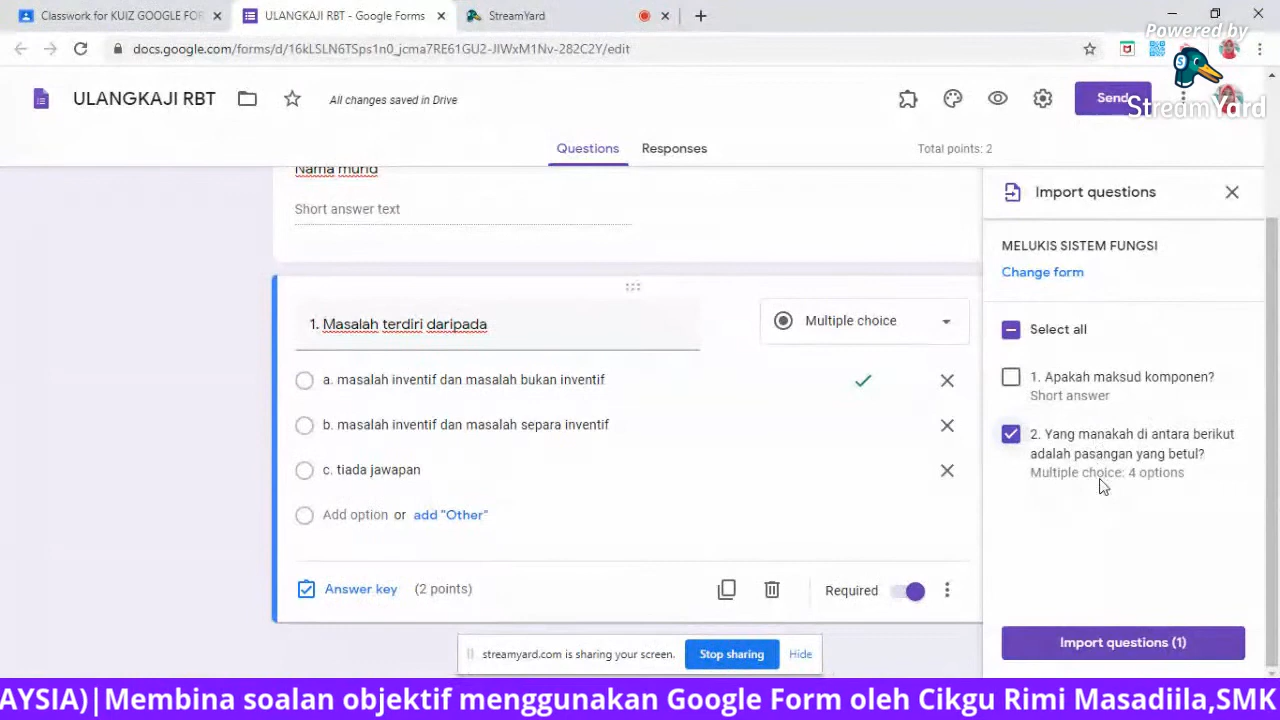 Classwork for KUIZ GOOGLE FOR
ULANGKAJI RBT - Google Forms
StreamYard
docs.google.com/forms/d/16kLSLN6TSps1n0_jcma7RE61GU2-JIWxM1Nv-282C2Y/edit
Powered by
StreamYard
ULANGKAJI RBT
All changes saved in Drive
Send
Questions
Responses
Total points: 2
Nama murid
Short answer text
1. Masalah terdiri daripada
Multiple choice
a. masalah inventif dan masalah bukan inventif
b. masalah inventif dan masalah separa inventif
c. tiada jawapan
Add option or add "Other"
Answer key (2 points)
Required
Import questions
MELUKIS SISTEM FUNGSI
Change form
Select all
1. Apakah maksud komponen?
Short answer
2. Yang manakah di antara berikut
adalah pasangan yang betul?
Multiple choice: 4 options
Import questions (1)
streamyard.com is sharing your screen.
Stop sharing
Hide
AYSIA)|Membina soalan objektif menggunakan Google Form oleh Cikgu Rimi Masadiila,SMK